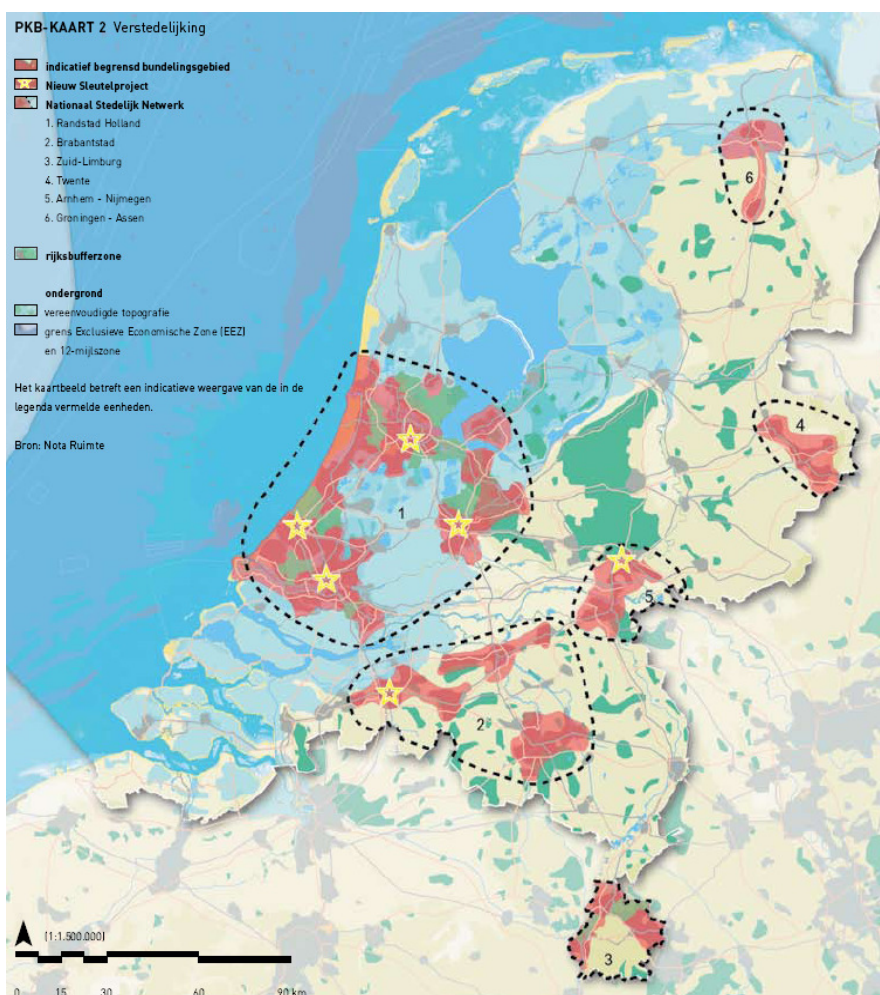 PKB-KAART 2 Verstedelijking
indicatief begrensd bundelingsgebied
Nieuw Sleutelproject
Nationaal Stedelijk Netwerk
1. Randstad Holland
2. Brabantstad
3. Zuid-Limburg
4. Twente
5. Arnhem - Nijmegen
6. Groningen - Assen
rijksbufferzone
ondergrond
vereenvoudigde topografie
grens Exclusieve Economische Zone (EEZ)
en 12-mijlszone
Het kaartbeeld betreft een indicatieve weergave van de in de
legenda vermelde eenheden.
Bron: Nota Ruimte
6
4
1
5
2
3
(1:1.500.000)
0 15 30 60 90 km